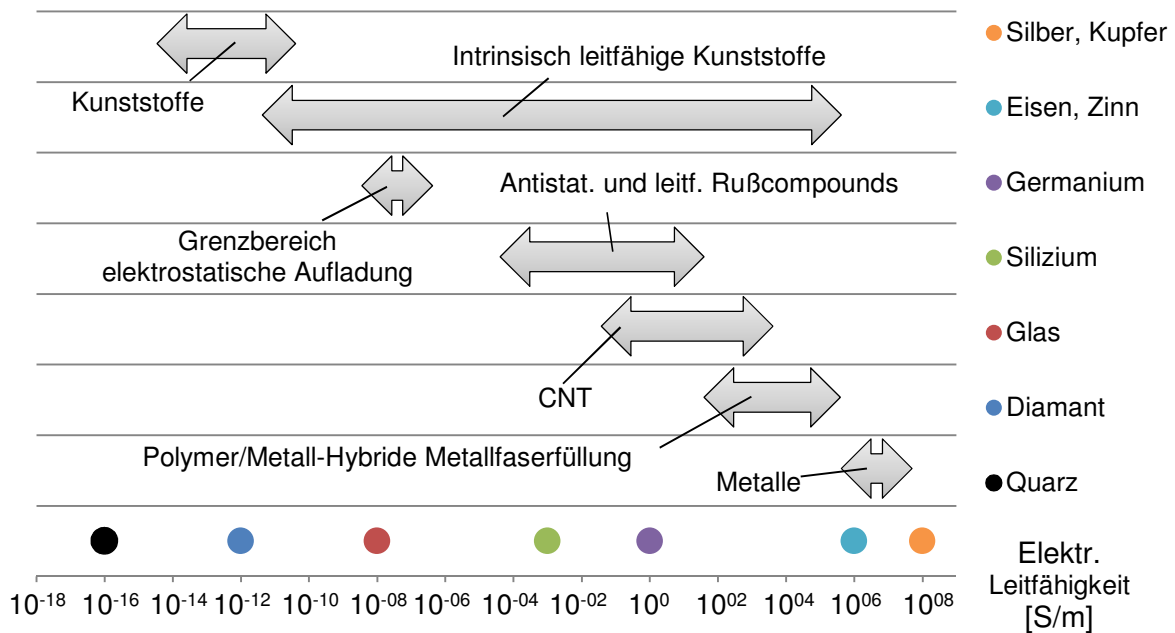 Intrinsisch leitfähige Kunststoffe
Kunststoffe
Antistat. und leitf. Rußcompounds
Grenzbereich
elektrostatische Aufladung
CNT
Polymer/Metall-Hybride Metallfaserfüllung
Metalle
Silber, Kupfer
Eisen, Zinn
Germanium
Silizium
Glas
Diamant
Quarz
Elektr.
Leitfähigkeit
[S/m]
10⁻¹⁸ 10⁻¹⁶ 10⁻¹⁴ 10⁻¹² 10⁻¹⁰ 10⁻⁰⁸ 10⁻⁰⁶ 10⁻⁰⁴ 10⁻⁰² 10⁰ 10⁰² 10⁰⁴ 10⁰⁶ 10⁰⁸